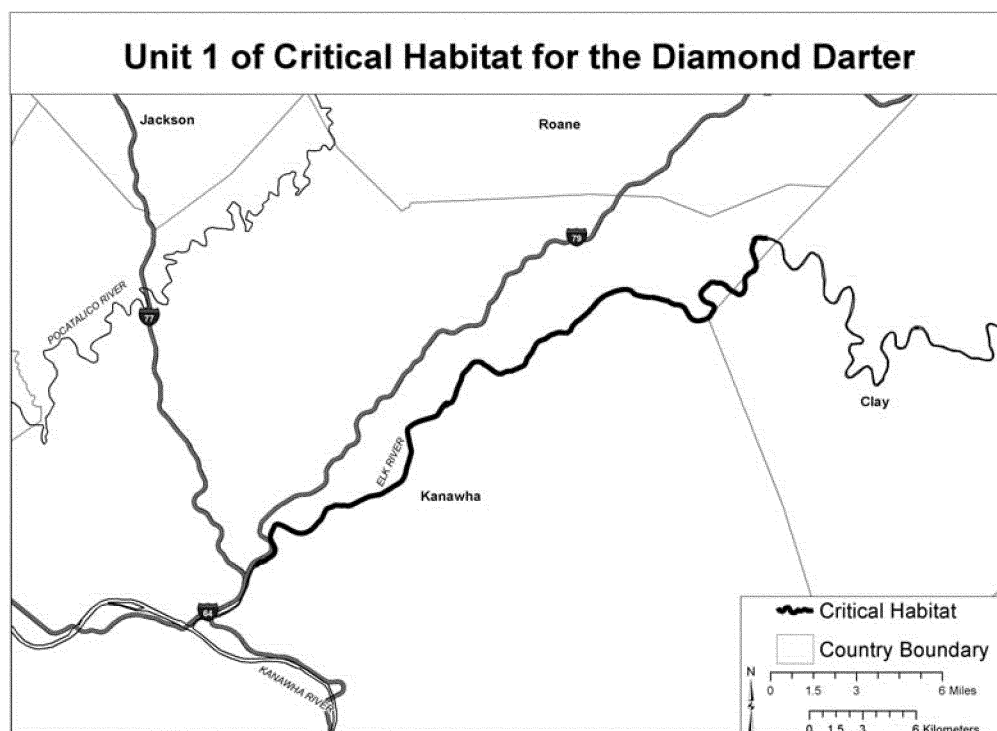 Unit 1 of Critical Habitat for the Diamond Darter
Jackson
Roane
79
POCATALICO RIVER
77
Clay
ELK RIVER
Kanawha
64
KANAWHA RIVER
Critical Habitat
Country Boundary
N
0 1.5 3 6 Miles
0 1.5 3 6 Kilometers